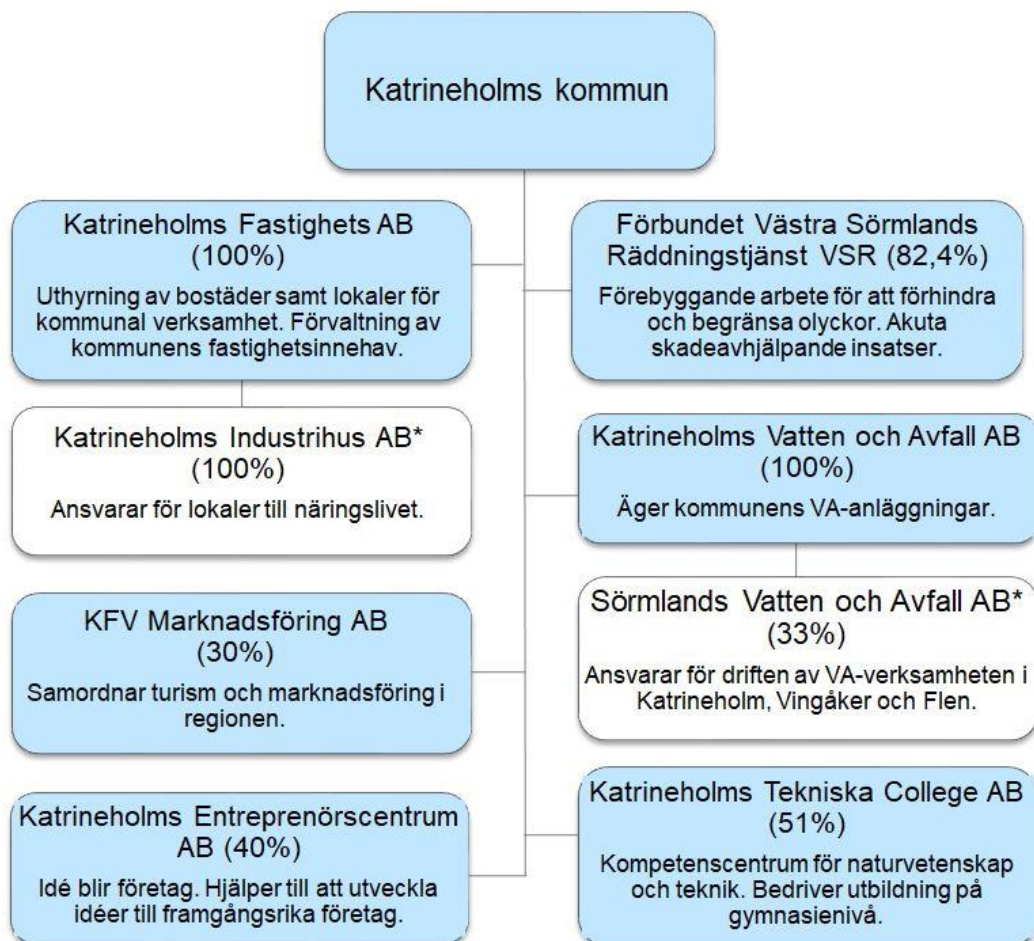 Katrineholms kommun
Katrineholms Fastighets AB
(100%)
Uthyrning av bostäder samt lokaler för
kommunal verksamhet. Förvaltning av
kommunens fastighetsinnehav.
Förbundet Västra Sörmlands
Räddningstjänst VSR (82,4%)
Förebyggande arbete för att förhindra
och begränsa olyckor. Akuta
skadeavhjälpande insatser.
Katrineholms Industrihus AB*
(100%)
Ansvarar för lokaler till näringslivet.
Katrineholms Vatten och Avfall AB
(100%)
Äger kommunens VA-anläggningar.
KFV Marknadsföring AB
(30%)
Samordnar turism och marknadsföring i
regionen.
Sörmlands Vatten och Avfall AB*
(33%)
Ansvarar för driften av VA-verksamheten i
Katrineholm, Vingåker och Flen.
Katrineholms Entreprenörscentrum
AB (40%)
Idé blir företag. Hjälper till att utveckla
idéer till framgångsrika företag.
Katrineholms Tekniska College AB
(51%)
Kompetenscentrum för naturvetenskap
och teknik. Bedriver utbildning på
gymnasienivå.